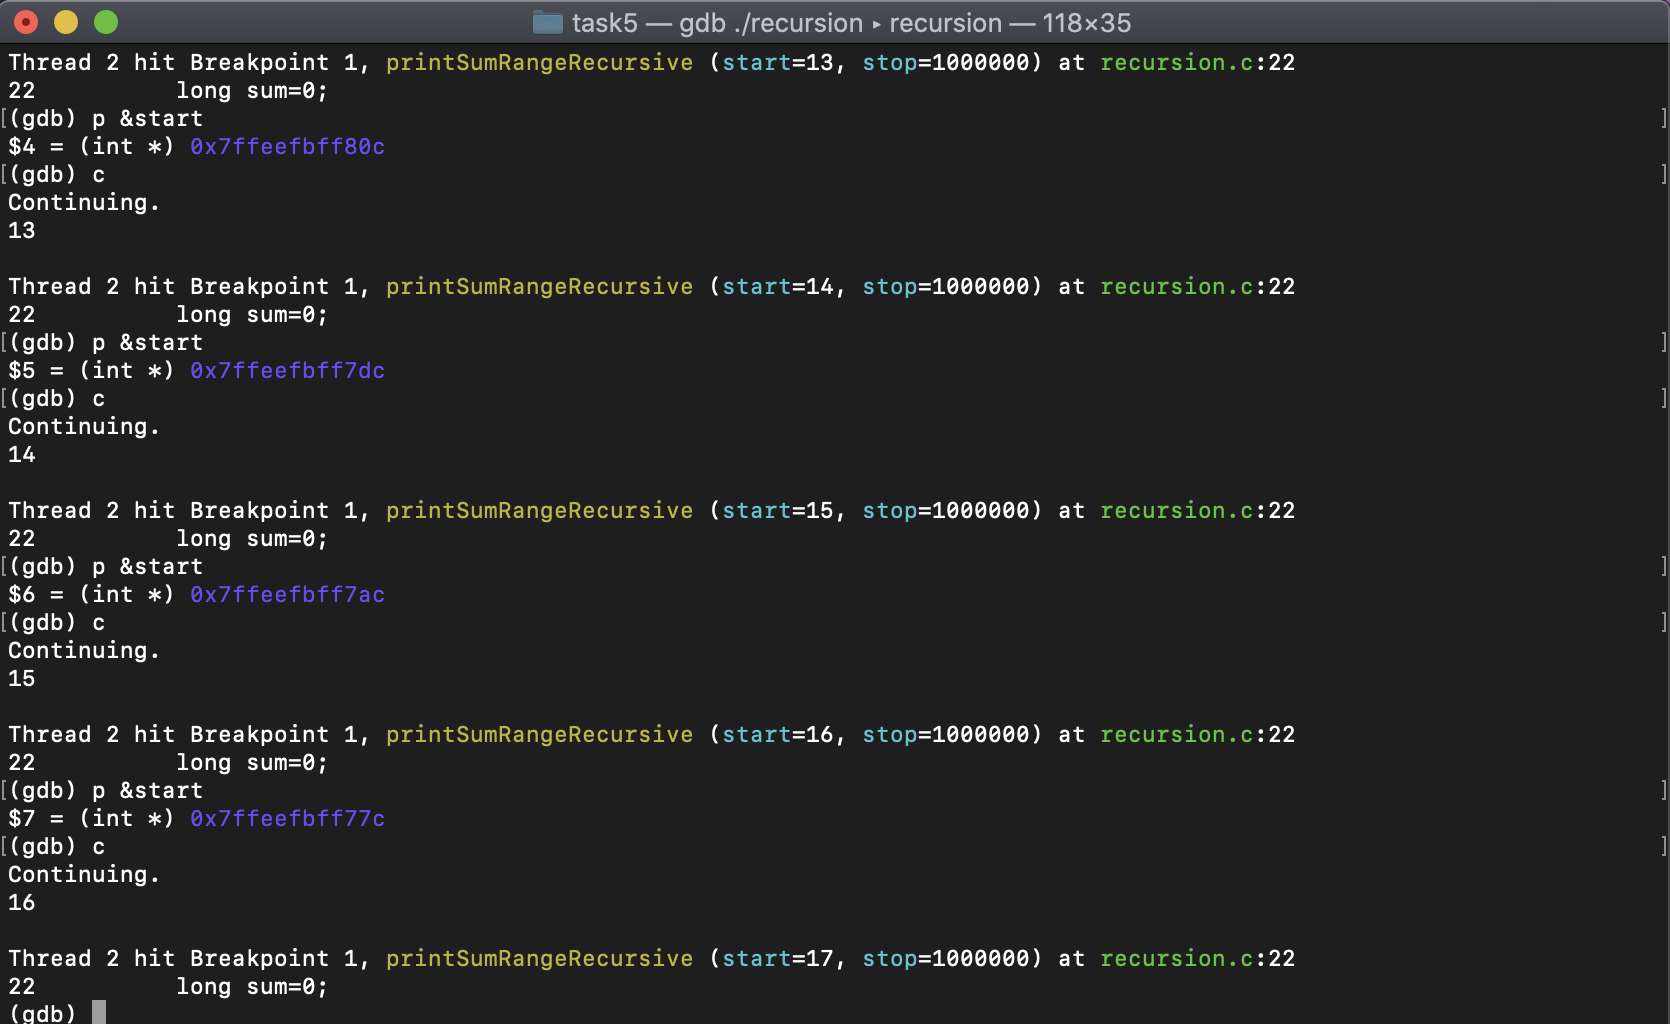 task5 — gdb ./recursion ▸ recursion — 118×35
Thread 2 hit Breakpoint 1, printSumRangeRecursive (start=13, stop=1000000) at recursion.c:22
22          long sum=0;
[(gdb) p &start ]
$4 = (int *) 0x7ffeefbff80c
[(gdb) c ]
Continuing.
13
Thread 2 hit Breakpoint 1, printSumRangeRecursive (start=14, stop=1000000) at recursion.c:22
22          long sum=0;
[(gdb) p &start ]
$5 = (int *) 0x7ffeefbff7dc
[(gdb) c ]
Continuing.
14
Thread 2 hit Breakpoint 1, printSumRangeRecursive (start=15, stop=1000000) at recursion.c:22
22          long sum=0;
[(gdb) p &start ]
$6 = (int *) 0x7ffeefbff7ac
[(gdb) c ]
Continuing.
15
Thread 2 hit Breakpoint 1, printSumRangeRecursive (start=16, stop=1000000) at recursion.c:22
22          long sum=0;
[(gdb) p &start ]
$7 = (int *) 0x7ffeefbff77c
[(gdb) c ]
Continuing.
16
Thread 2 hit Breakpoint 1, printSumRangeRecursive (start=17, stop=1000000) at recursion.c:22
22          long sum=0;
(gdb)